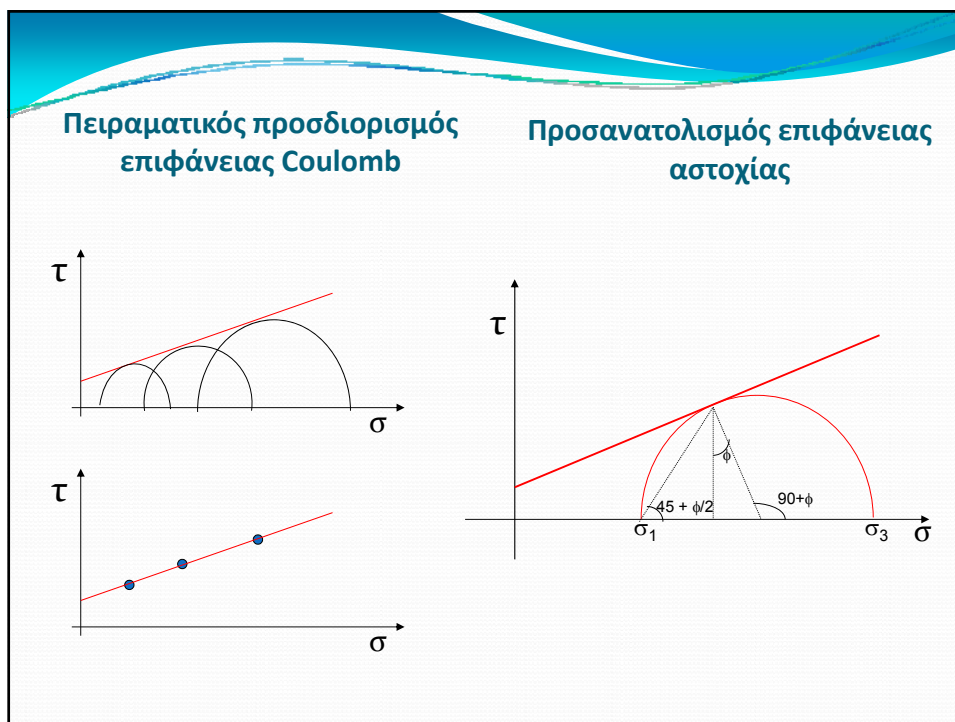 Πειραματικός προσδιορισμός
επιφάνειας Coulomb
τ
σ
τ
σ
Προσανατολισμός επιφάνειας
αστοχίας
τ
ϕ
45 + ϕ/2
90+ϕ
σ1
σ3
σ